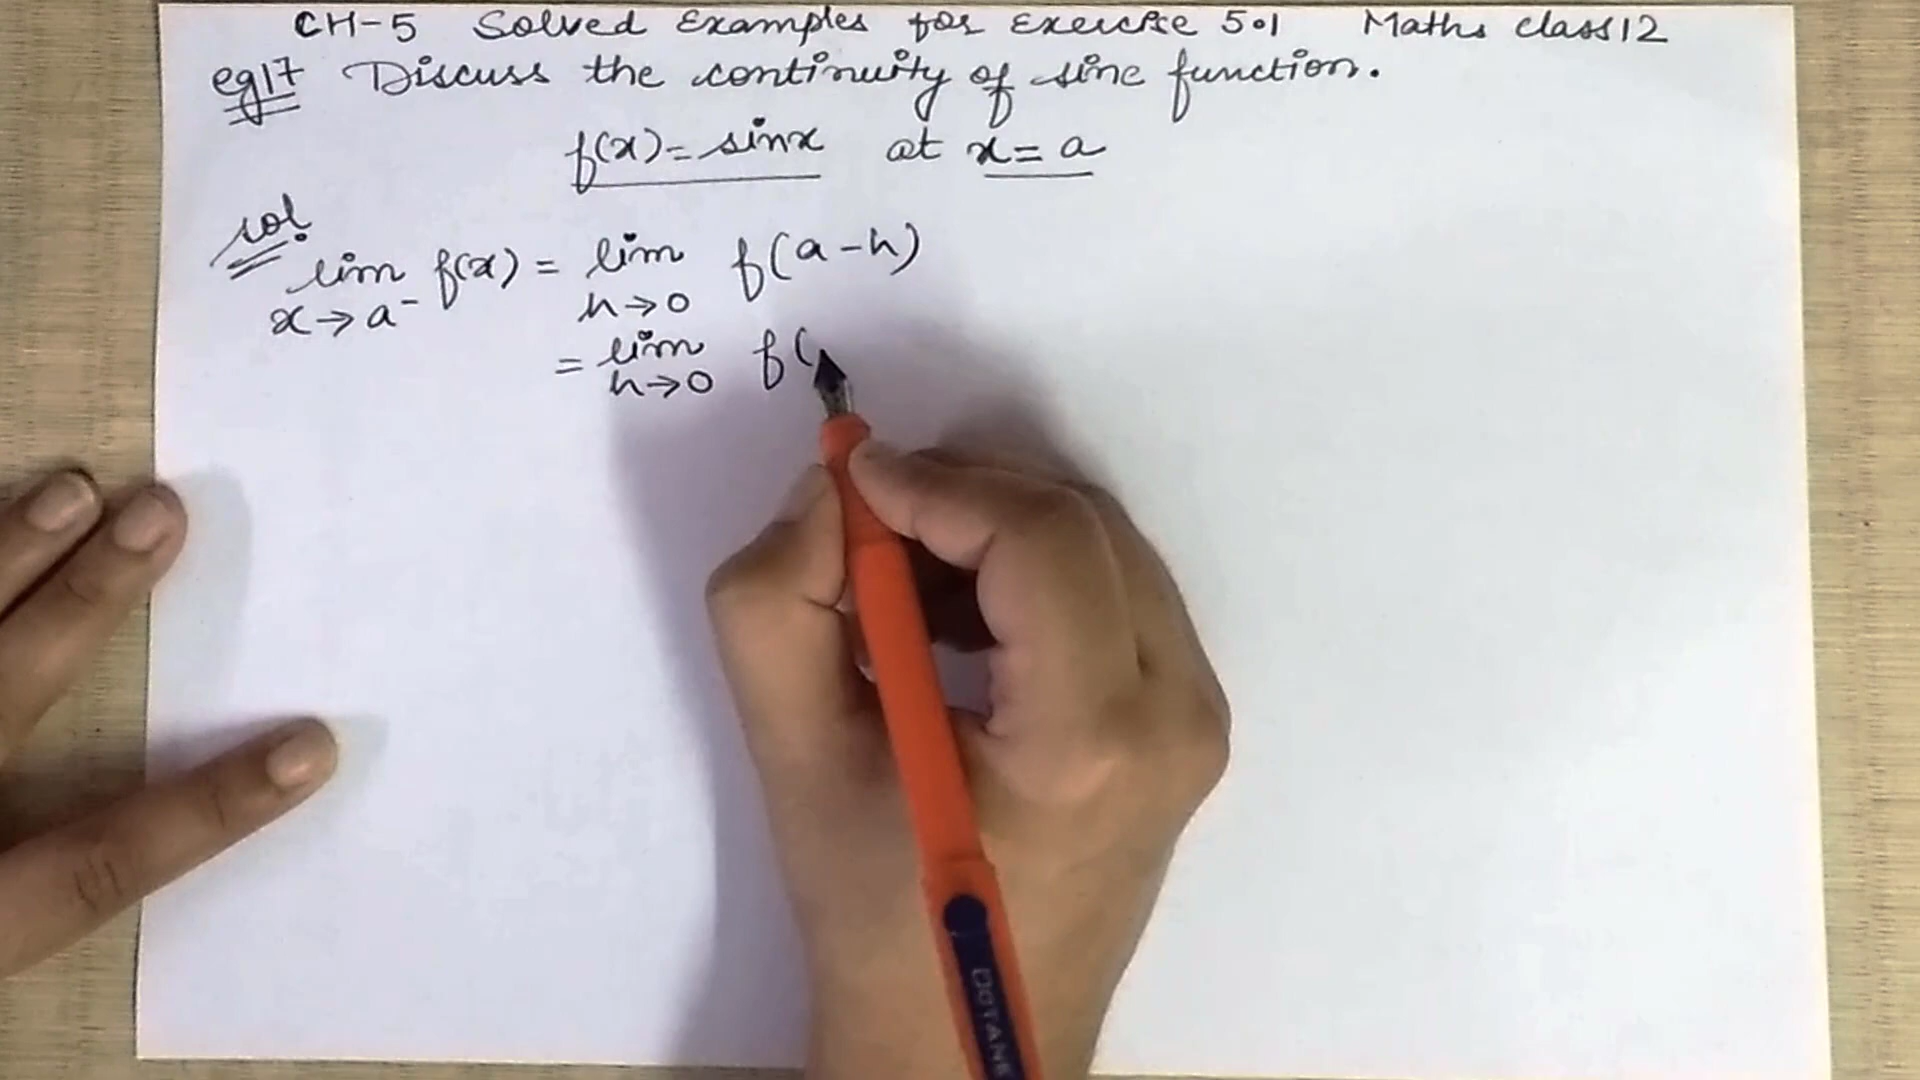 CH-5 Solved Examples for Exercise 5.1 Maths class 12
eg17 Discuss the continuity of sine function.
f(x) = sinx at x = a
sol.
lim f(x) = lim f(a-h)
x→a⁻ h→0
= lim f(
h→0
DOTANK